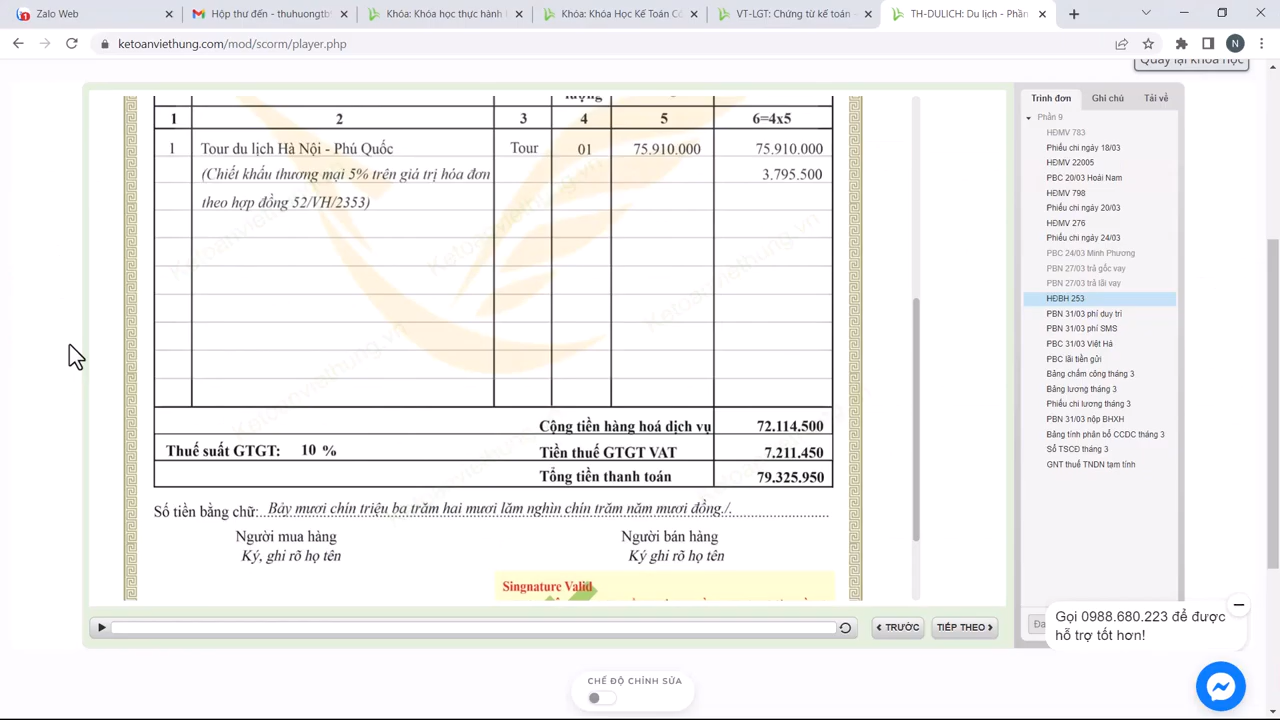 Zalo Web
Hộp thư đến - thuhuongtb
Khóa: Khóa học kế toán thực hành l
Khóa: Khóa Học Kế Toán Cơ
VT-LGT: Chứng từ kế toán -
TH-DULICH: Du lịch - Phần
ketoanviethung.com/mod/scorm/player.php
N
Quay lại khóa học
lượng
1 2 3 4 5 6=4x5
1 Tour du lịch Hà Nội - Phú Quốc Tour 01 75.910.000 75.910.000
(Chiết khấu thương mại 5% trên giá trị hóa đơn 3.795.500
theo hợp đồng 52/VH/2353)
Cộng tiền hàng hoá dịch vụ 72.114.500
Thuế suất GTGT: 10 % Tiền thuế GTGT VAT 7.211.450
Tổng tiền thanh toán 79.325.950
Số tiền bằng chữ: Bảy mươi chín triệu ba trăm hai mươi lăm nghìn chín trăm năm mươi đồng./.
Người mua hàng Người bán hàng
Ký, ghi rõ họ tên Ký ghi rõ họ tên
Singnature Valid
TRƯỚC
TIẾP THEO
Trình đơn Ghi chú Tài về
Phần 9
HĐMV 783
Phiếu chi ngày 18/03
HĐMV 22005
PBC 20/03 Hoài Nam
HĐMV 798
Phiếu chi ngày 20/03
HĐMV 276
Phiếu chi ngày 24/03
PBC 24/03 Minh Phương
PBN 27/03 trả gốc vay
PBN 27/03 trả lãi vay
HĐBH 253
PBN 31/03 phí duy trì
PBN 31/03 phí SMS
PBC 31/03 Việt Há
PBC lãi tiền gửi
Bảng chấm công tháng 3
Bảng lương tháng 3
Phiếu chi lương tháng 3
PBN 31/03 nộp BHXH
Bảng tính phân bổ CCDC tháng 3
Sổ TSCĐ tháng 3
GNT thuế TNDN tạm tính
Gọi 0988.680.223 để được
hỗ trợ tốt hơn!
CHẾ ĐỘ CHỈNH SỬA